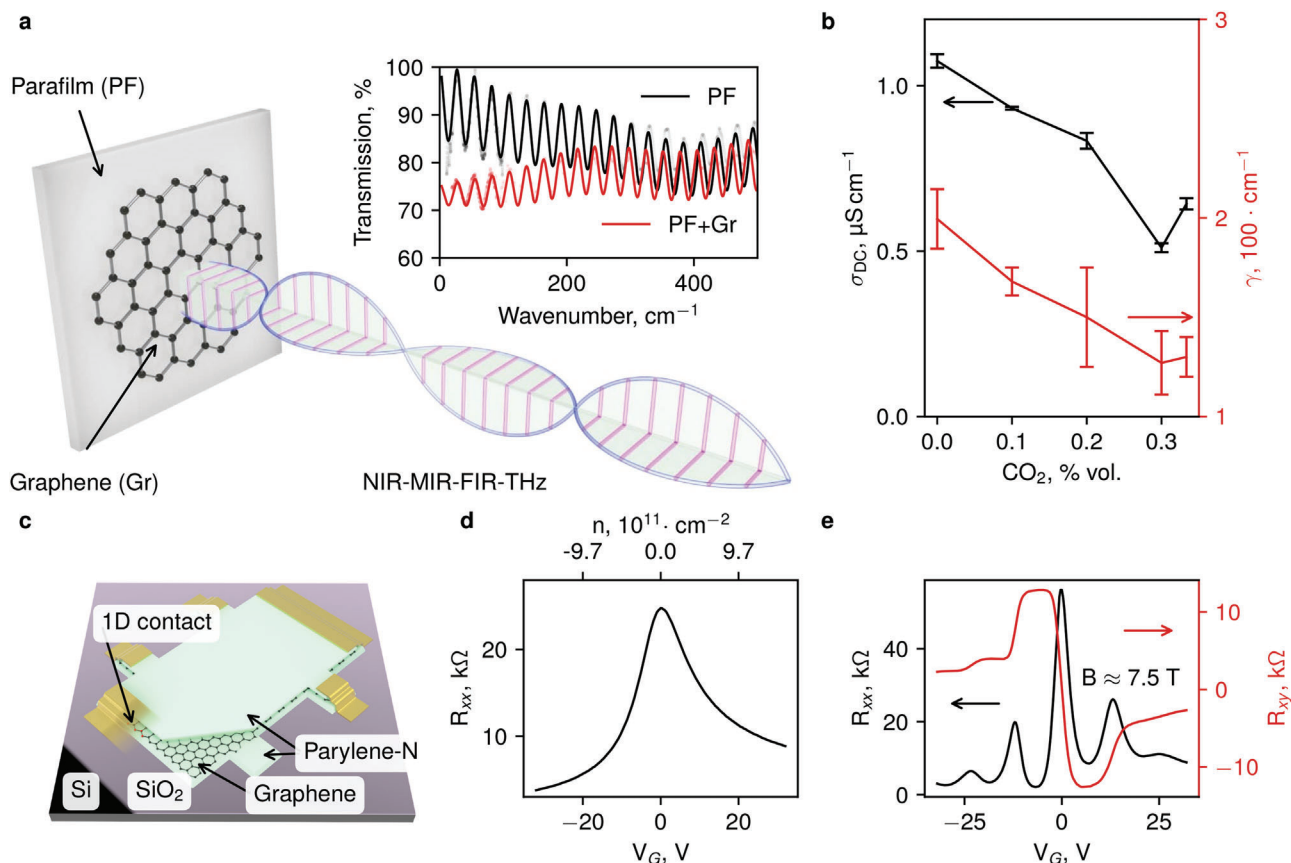 a
Parafilm (PF)
Graphene (Gr)
NIR-MIR-FIR-THz
Transmission, %
100
90
80
70
60
PF
PF+Gr
0 200 400
Wavenumber, cm⁻¹
b
σDC, µS cm⁻¹
1.0
0.5
0.0
3
2
1
γ, 100 · cm⁻¹
0.0 0.1 0.2 0.3
CO₂, % vol.
c
1D contact
Parylene-N
Graphene
Si
SiO₂
d
n, 10¹¹ · cm⁻²
-9.7 0.0 9.7
Rxx, kΩ
20
10
−20 0 20
VG, V
e
Rxx, kΩ
40
20
0
B ≈ 7.5 T
10
0
−10
Rxy, kΩ
−25 0 25
VG, V